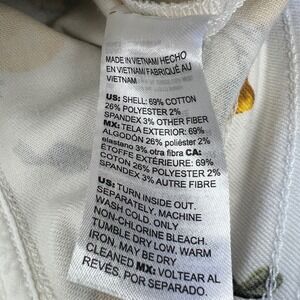 MADE IN VIETNAM/ HECHO
EN VIETNAM/ FABRIQUÉ AU
VIETNAM
US: SHELL: 69% COTTON
26% POLYESTER 2%
SPANDEX 3% OTHER FIBER
MX: TELA EXTERIOR: 69%
ALGODÓN 26% poliéster 2%
elastano 3% otra fibra CA:
ÉTOFFE EXTÉRIEURE: 69%
COTON 26% POLYESTER 2%
SPANDEX 3% AUTRE FIBRE
US: TURN INSIDE OUT.
SEPARATELY. MACHINE
WASH COLD. ONLY
NON-CHLORINE BLEACH.
TUMBLE DRY LOW. WARM
IRON. MAY BE DRY
CLEANED MX: VOLTEAR AL
REVÉS, POR SEPARADO.